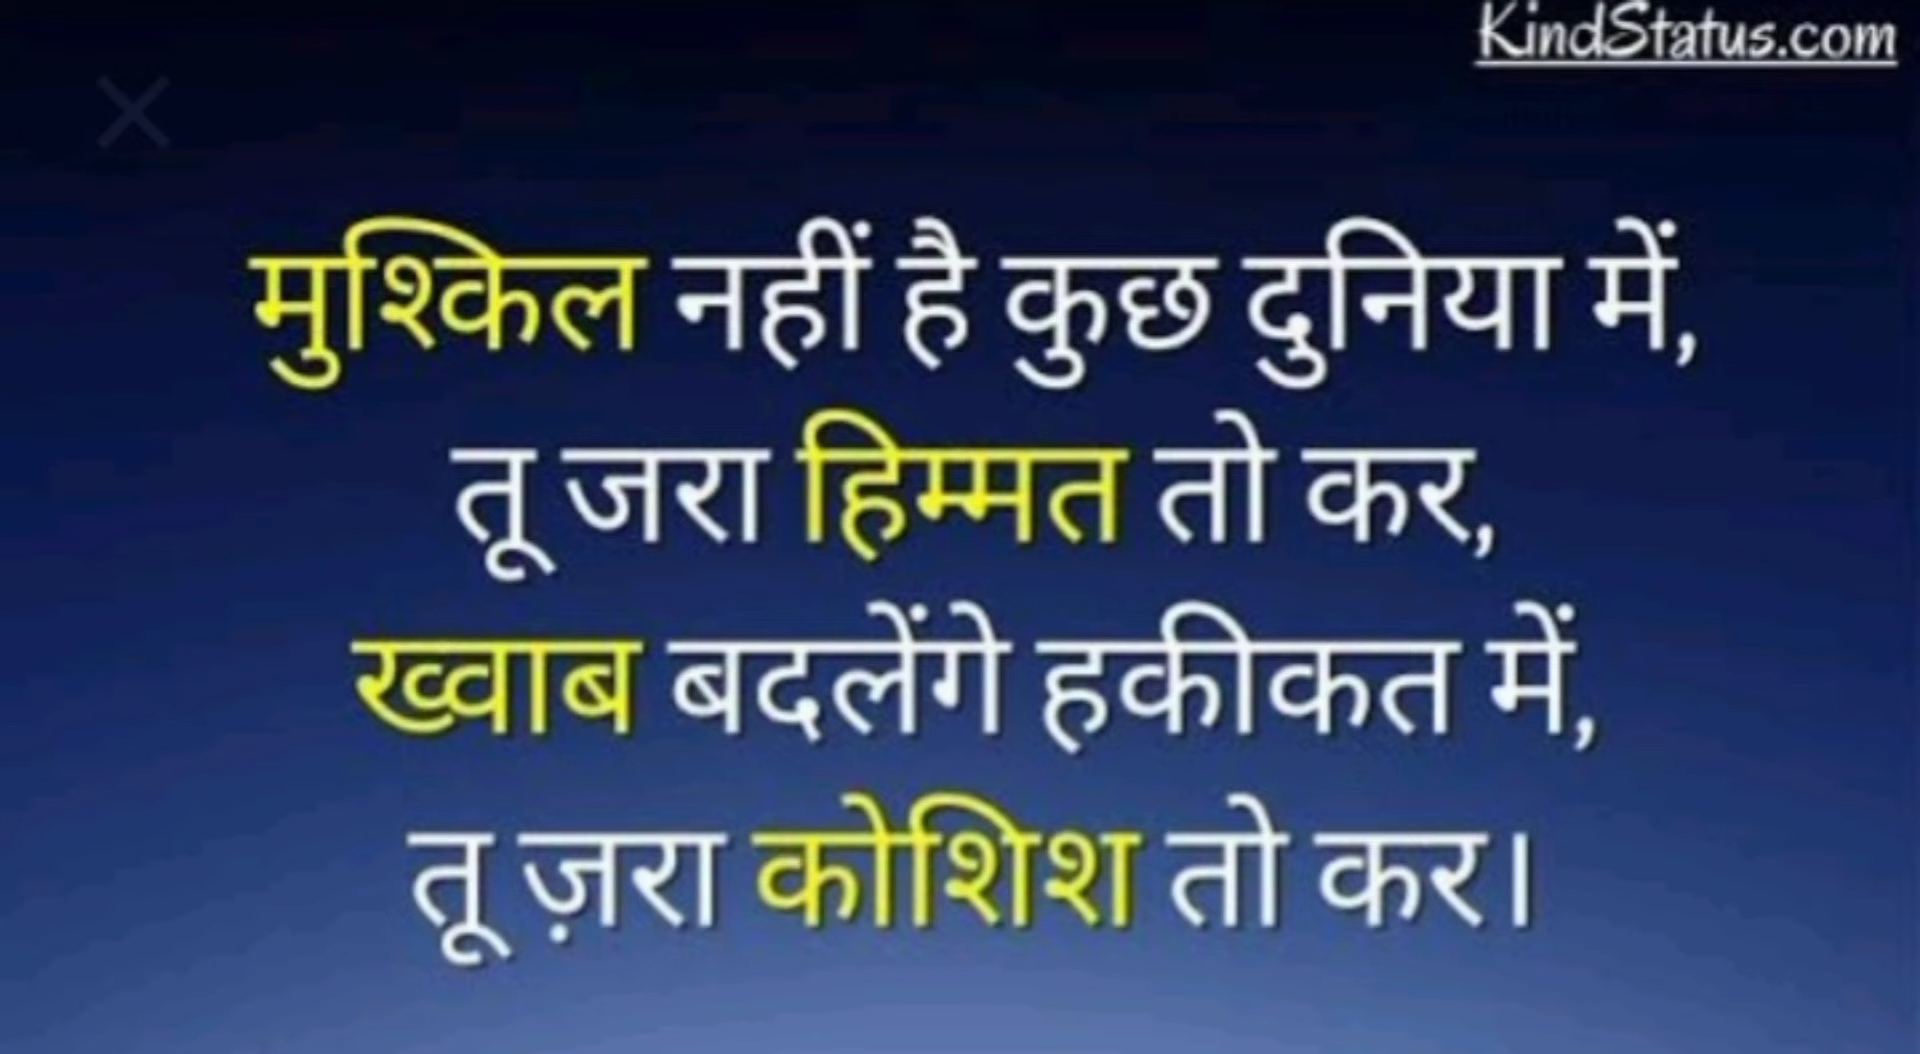 KindStatus.com
मुश्किल नहीं है कुछ दुनिया में,
तू जरा हिम्मत तो कर,
ख्वाब बदलेंगे हकीकत में,
तू ज़रा कोशिश तो कर।